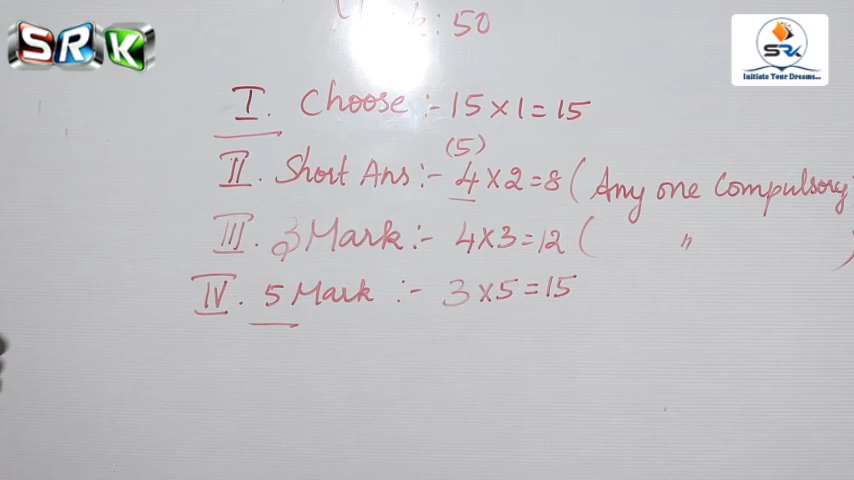 SRK
Mark: 50
SRK
Initiate Your Dreams...
I. Choose :- 15 × 1 = 15
(5)
II. Short Ans :- 4 × 2 = 8 ( Any one Compulsory )
III. 3 Mark :- 4 × 3 = 12 ( " )
IV. 5 Mark :- 3 × 5 = 15